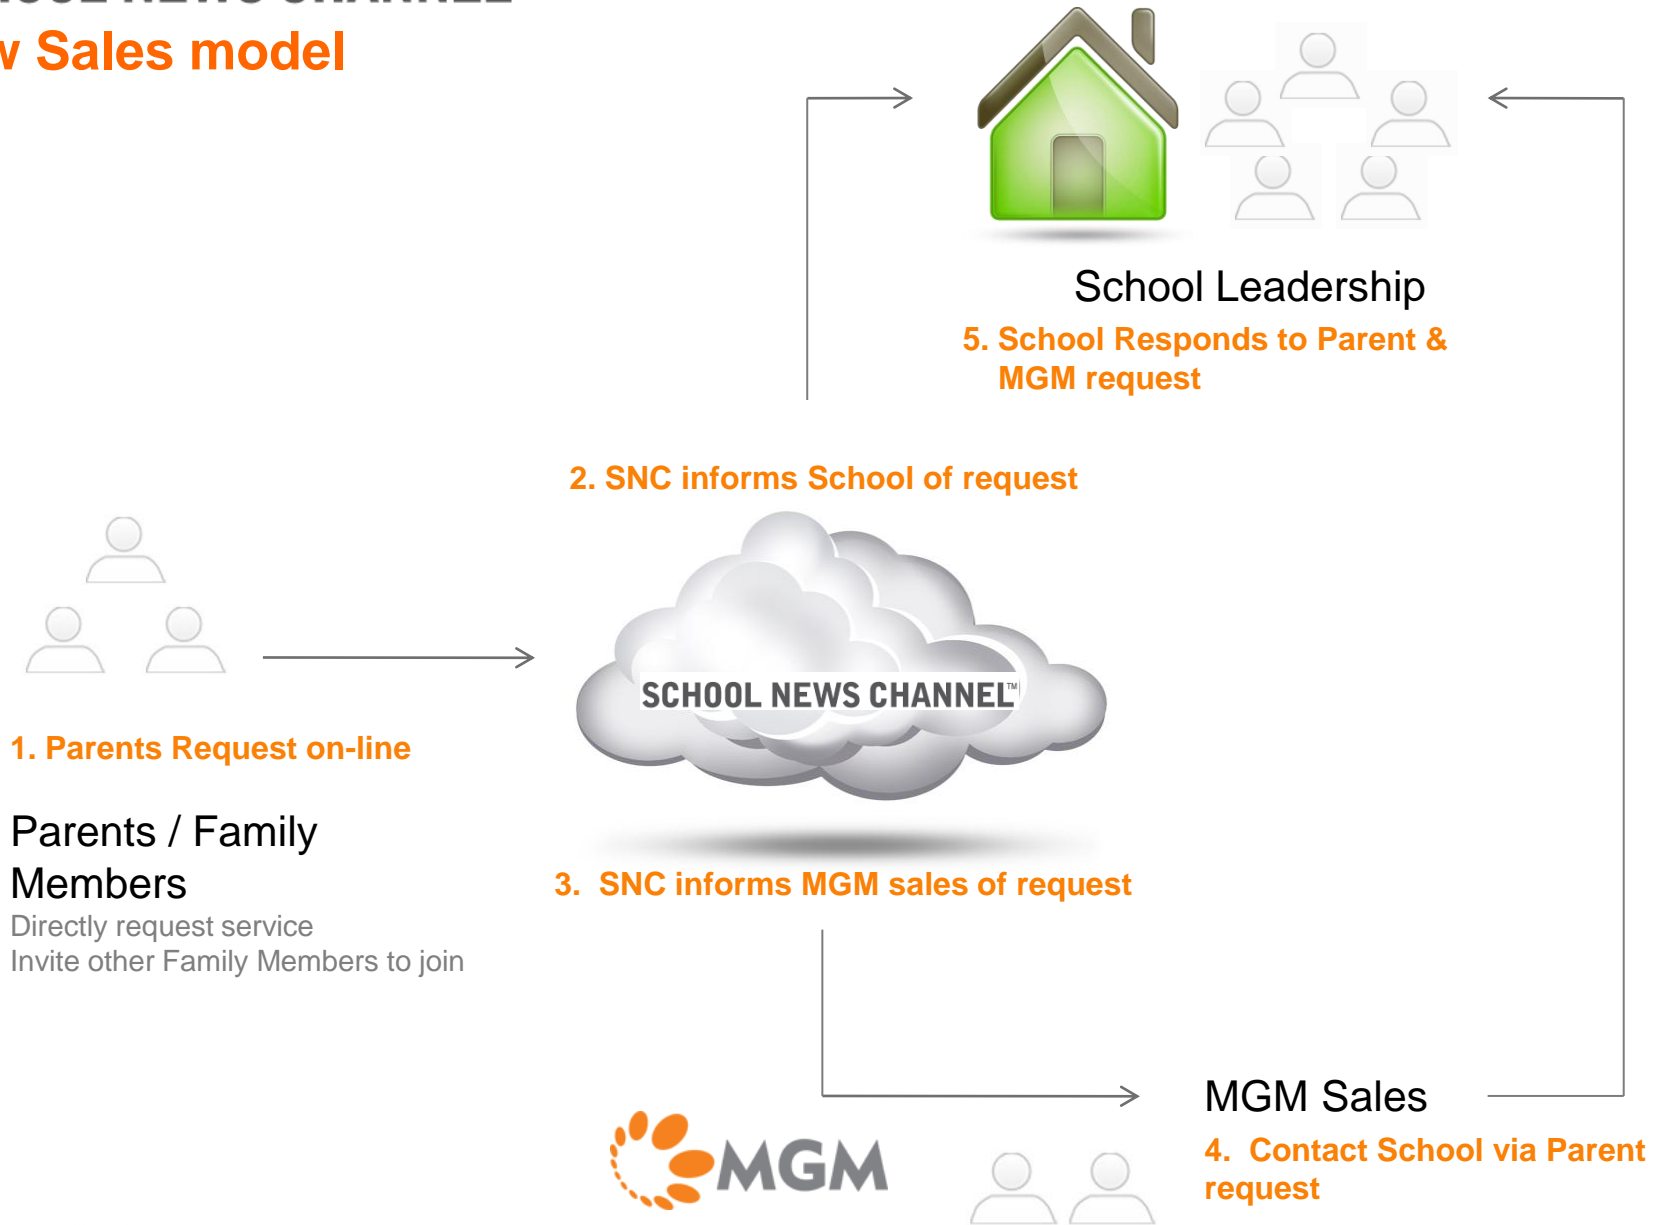 NEWS CHANNEL
Sales model
School Leadership
5. School Responds to Parent &
MGM request
2. SNC informs School of request
SCHOOL NEWS CHANNEL™
1. Parents Request on-line
Parents / Family
Members
Directly request service
Invite other Family Members to join
3. SNC informs MGM sales of request
MGM Sales
4. Contact School via Parent
request
MGM